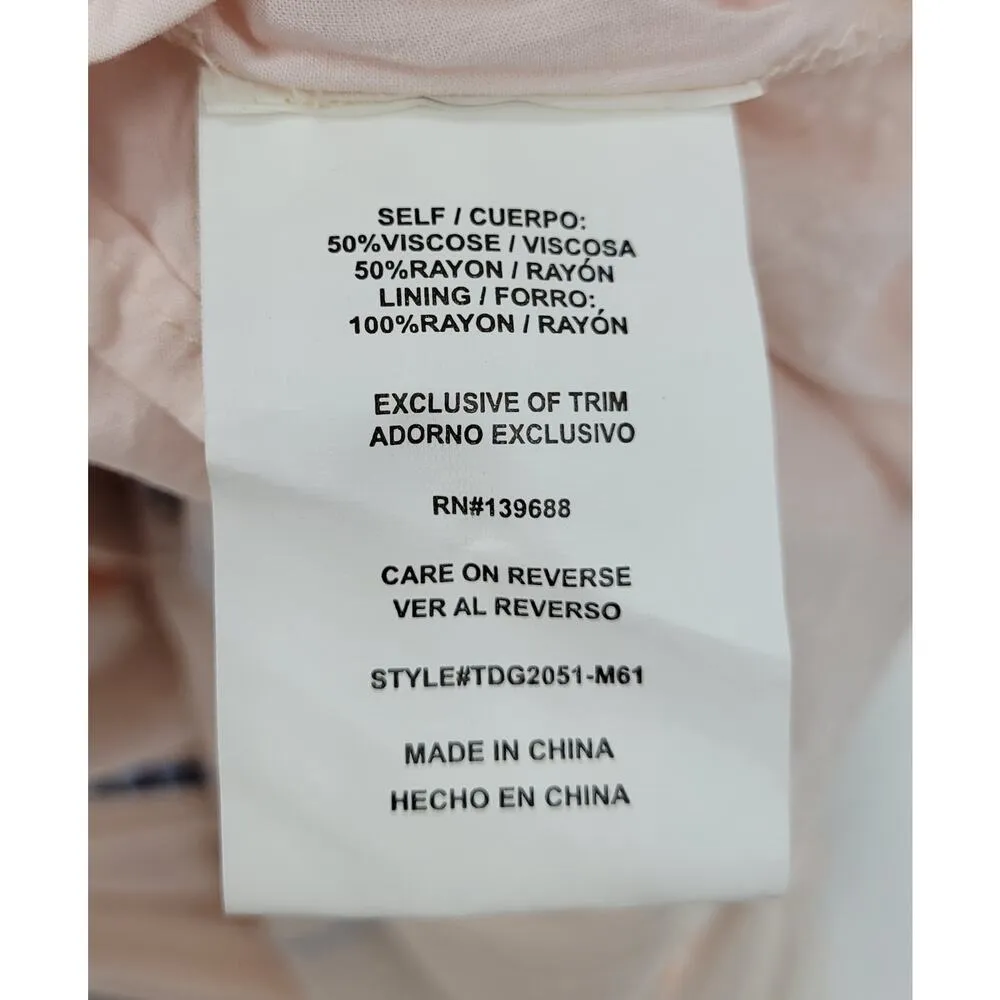 SELF / CUERPO:
50%VISCOSE / VISCOSA
50%RAYON / RAYÓN
LINING / FORRO:
100%RAYON / RAYÓN
EXCLUSIVE OF TRIM
ADORNO EXCLUSIVO
RN#139688
CARE ON REVERSE
VER AL REVERSO
STYLE#TDG2051-M61
MADE IN CHINA
HECHO EN CHINA